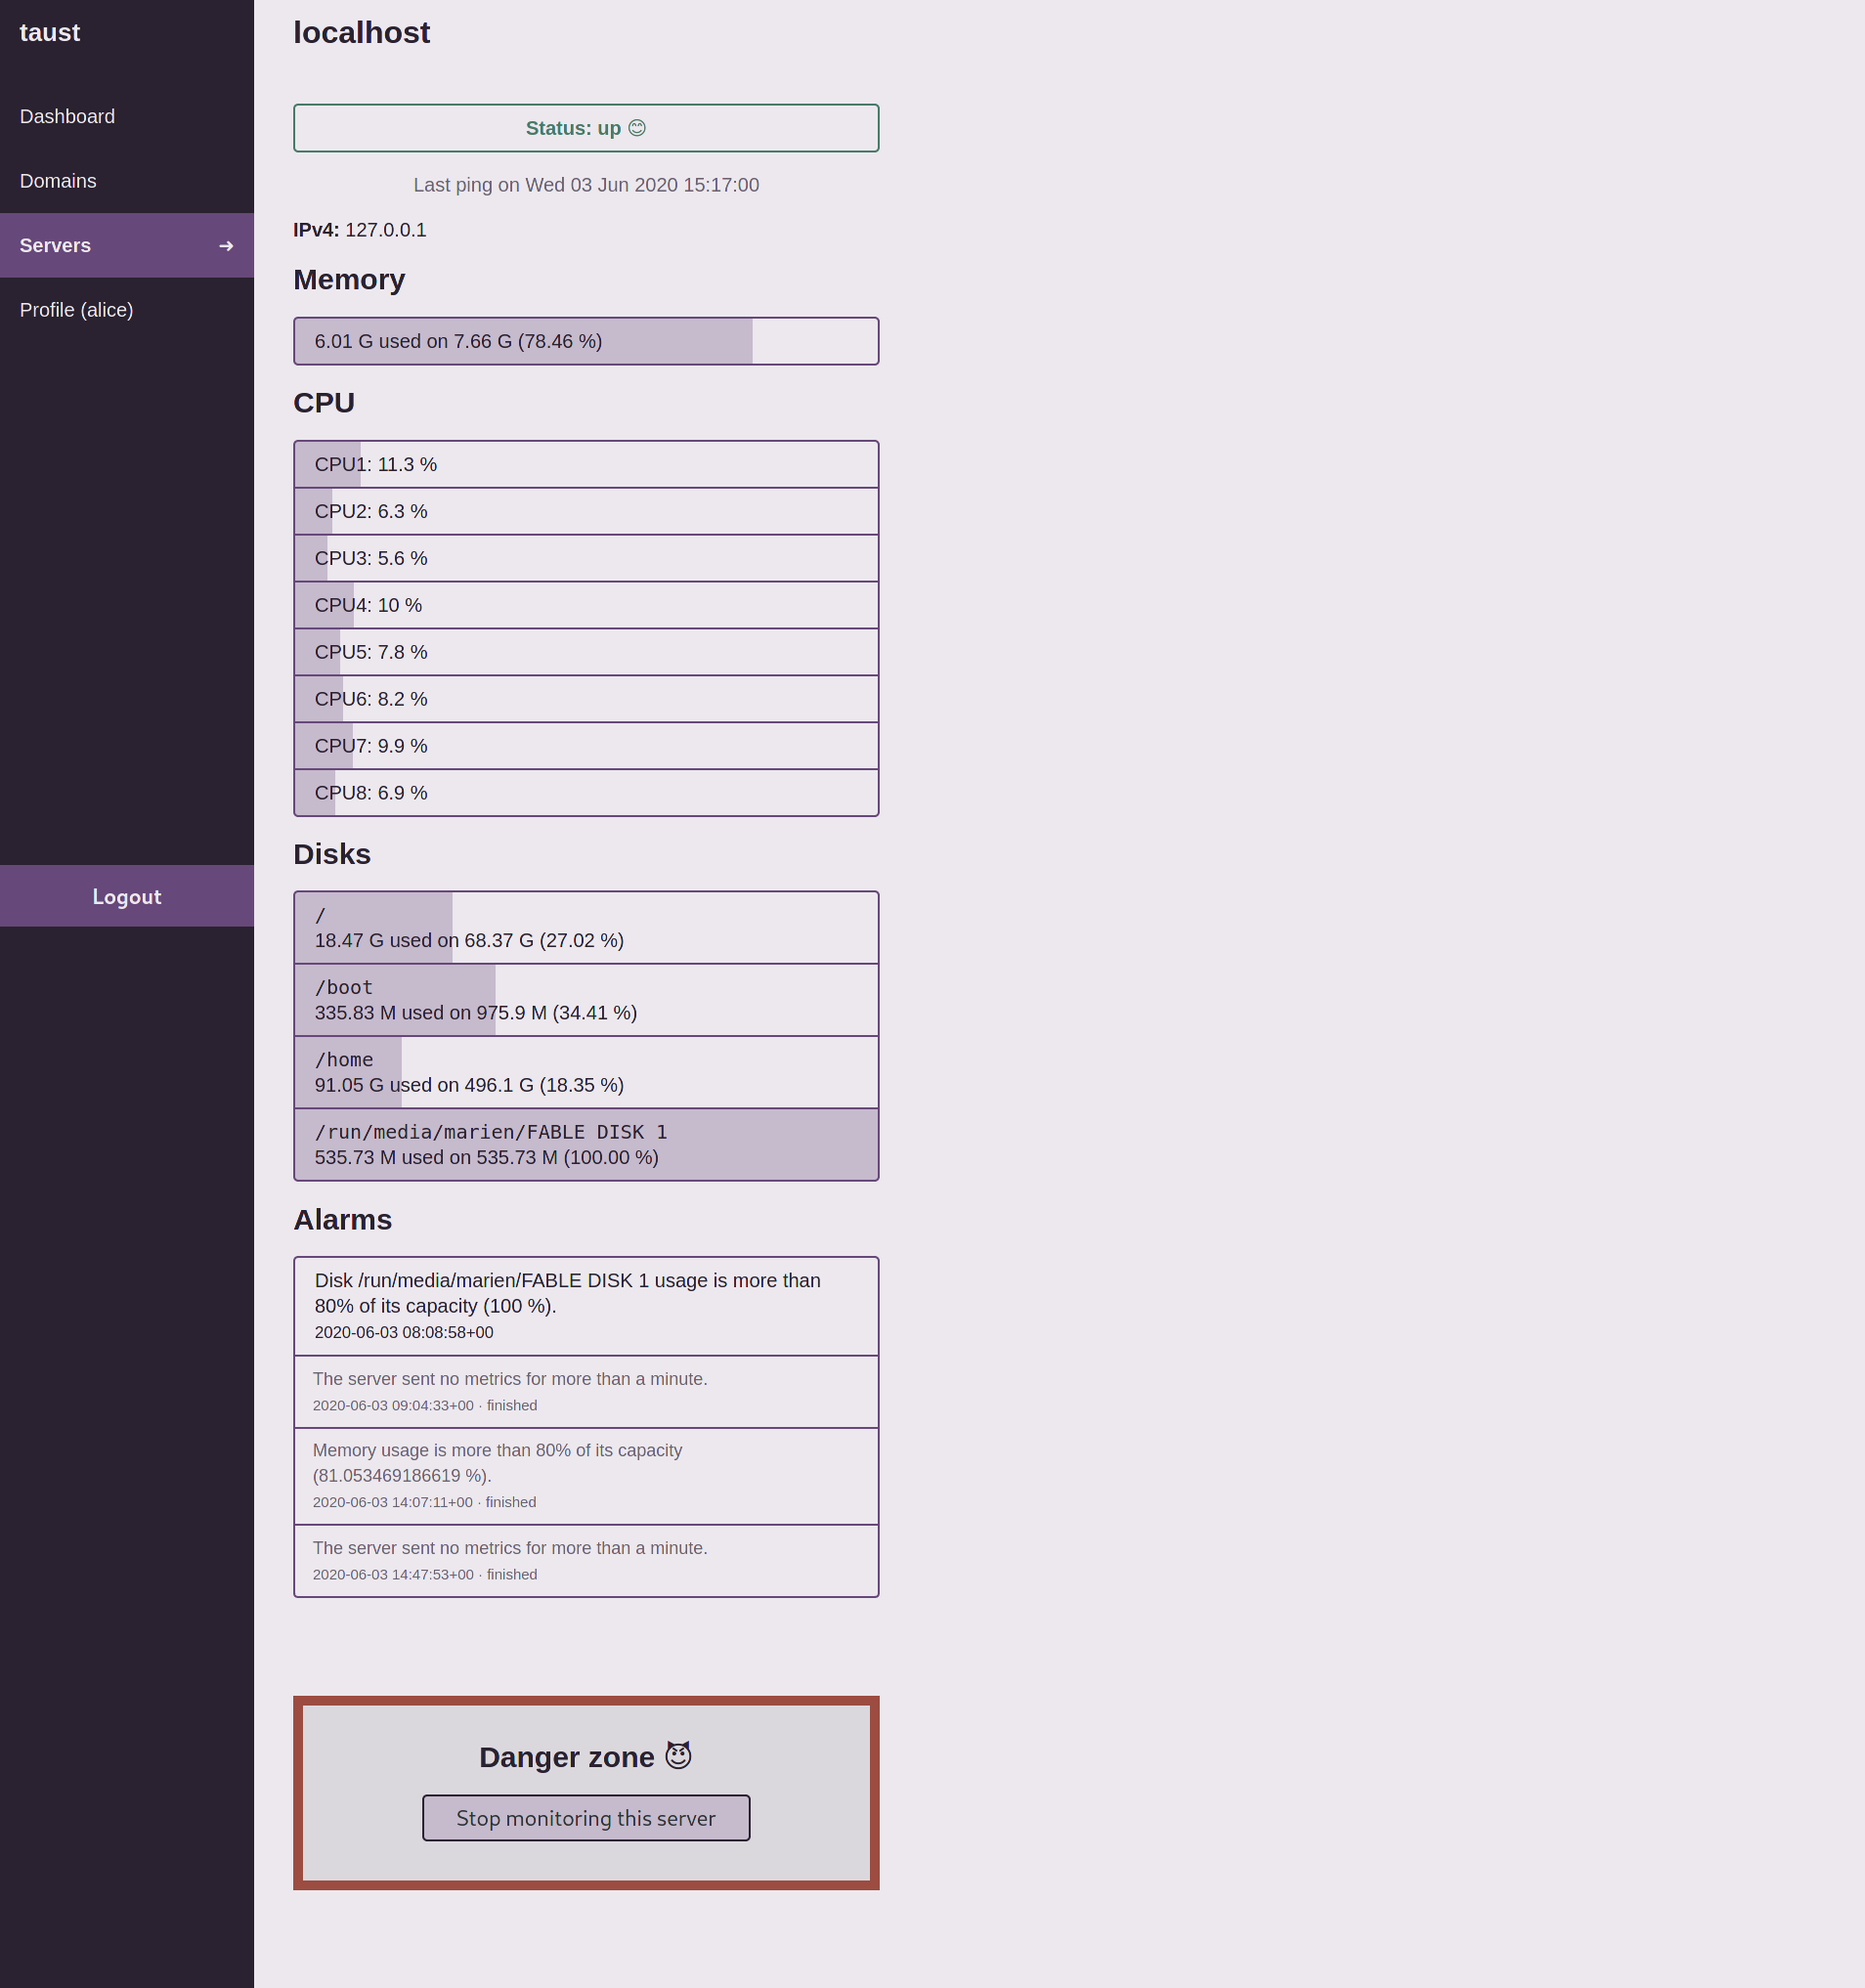 taust
Dashboard
Domains
Servers ➜
Profile (alice)
Logout
localhost
Status: up 😊
Last ping on Wed 03 Jun 2020 15:17:00
IPv4: 127.0.0.1
Memory
6.01 G used on 7.66 G (78.46 %)
CPU
CPU1: 11.3 %
CPU2: 6.3 %
CPU3: 5.6 %
CPU4: 10 %
CPU5: 7.8 %
CPU6: 8.2 %
CPU7: 9.9 %
CPU8: 6.9 %
Disks
/
18.47 G used on 68.37 G (27.02 %)
/boot
335.83 M used on 975.9 M (34.41 %)
/home
91.05 G used on 496.1 G (18.35 %)
/run/media/marien/FABLE DISK 1
535.73 M used on 535.73 M (100.00 %)
Alarms
Disk /run/media/marien/FABLE DISK 1 usage is more than
80% of its capacity (100 %).
2020-06-03 08:08:58+00
The server sent no metrics for more than a minute.
2020-06-03 09:04:33+00 · finished
Memory usage is more than 80% of its capacity
(81.053469186619 %).
2020-06-03 14:07:11+00 · finished
The server sent no metrics for more than a minute.
2020-06-03 14:47:53+00 · finished
Danger zone 😈
Stop monitoring this server